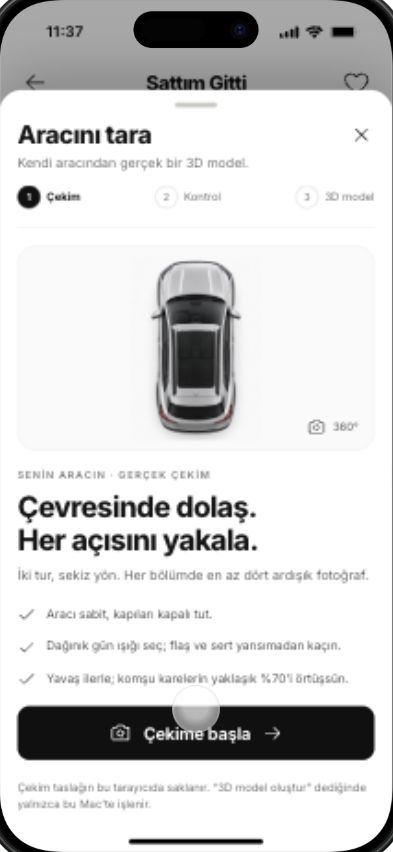 11:37
Sattım Gitti
Aracını tara
Kendi aracından gerçek bir 3D model.
1 Çekim
2 Kontrol
3 3D model
360°
SENİN ARACIN · GERÇEK ÇEKİM
Çevresinde dolaş.
Her açısını yakala.
İki tur, sekiz yön. Her bölümde en az dört ardışık fotoğraf.
Aracı sabit, kapıları kapalı tut.
Dağınık gün ışığı seç; flaş ve sert yansımadan kaçın.
Yavaş ilerle; komşu karelerin yaklaşık %70'i örtüşsün.
Çekime başla
Çekim taslağın bu tarayıcıda saklanır. "3D model oluştur" dediğinde
yalnızca bu Mac'te işlenir.